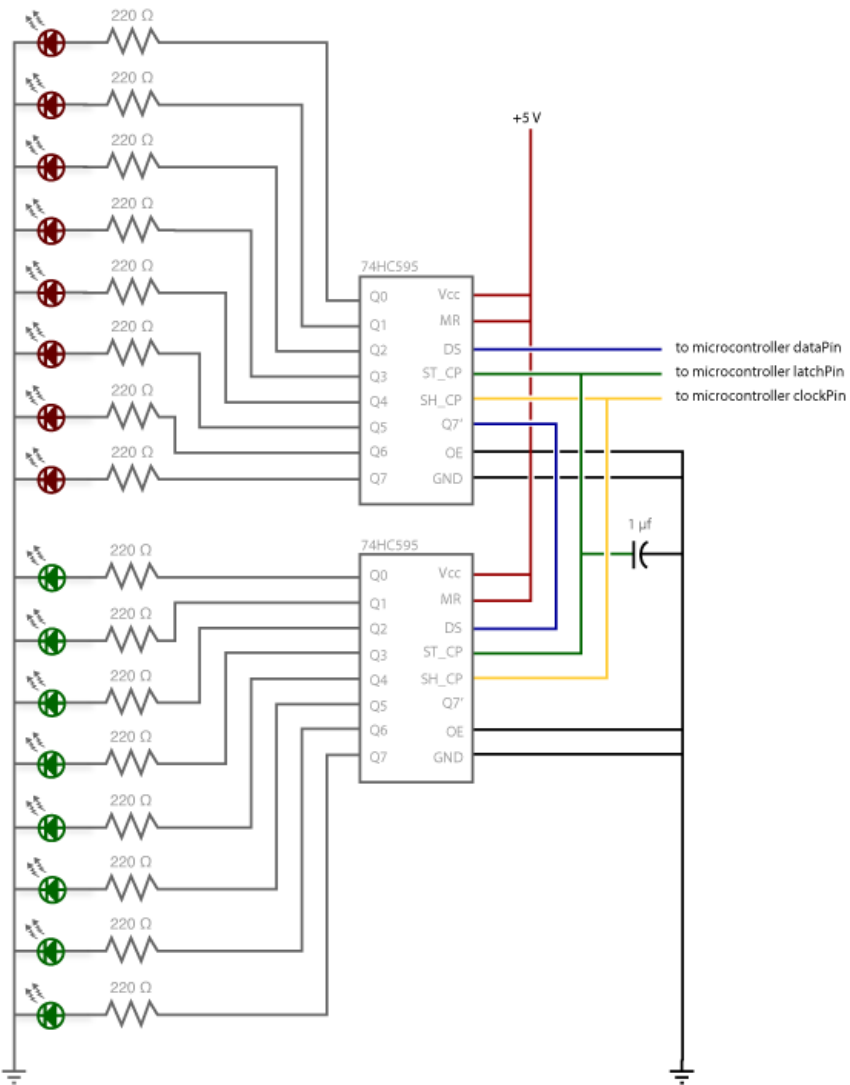 220 Ω
220 Ω
220 Ω
220 Ω
220 Ω
220 Ω
220 Ω
220 Ω
+5 V
74HC595
Q0 Vcc
Q1 MR
Q2 DS to microcontroller dataPin
Q3 ST_CP to microcontroller latchPin
Q4 SH_CP to microcontroller clockPin
Q5 Q7'
Q6 OE
Q7 GND
1 µf
74HC595
220 Ω
220 Ω
220 Ω
220 Ω
220 Ω
220 Ω
220 Ω
220 Ω
Q0 Vcc
Q1 MR
Q2 DS
Q3 ST_CP
Q4 SH_CP
Q5 Q7'
Q6 OE
Q7 GND